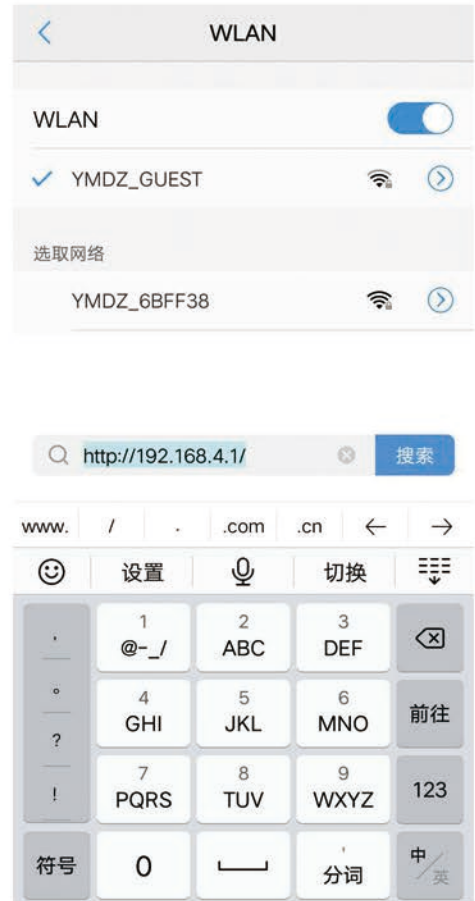 WLAN
WLAN
YMDZ_GUEST
选取网络
YMDZ_6BFF38
http://192.168.4.1/ 搜索
www. / . .com .cn ← →
设置 切换
， 1 2 3
@-_/ ABC DEF
。 4 5 6 前往
GHI JKL MNO
？ 7 8 9 123
！ PQRS TUV WXYZ
符号 0 ' 分词 中/英